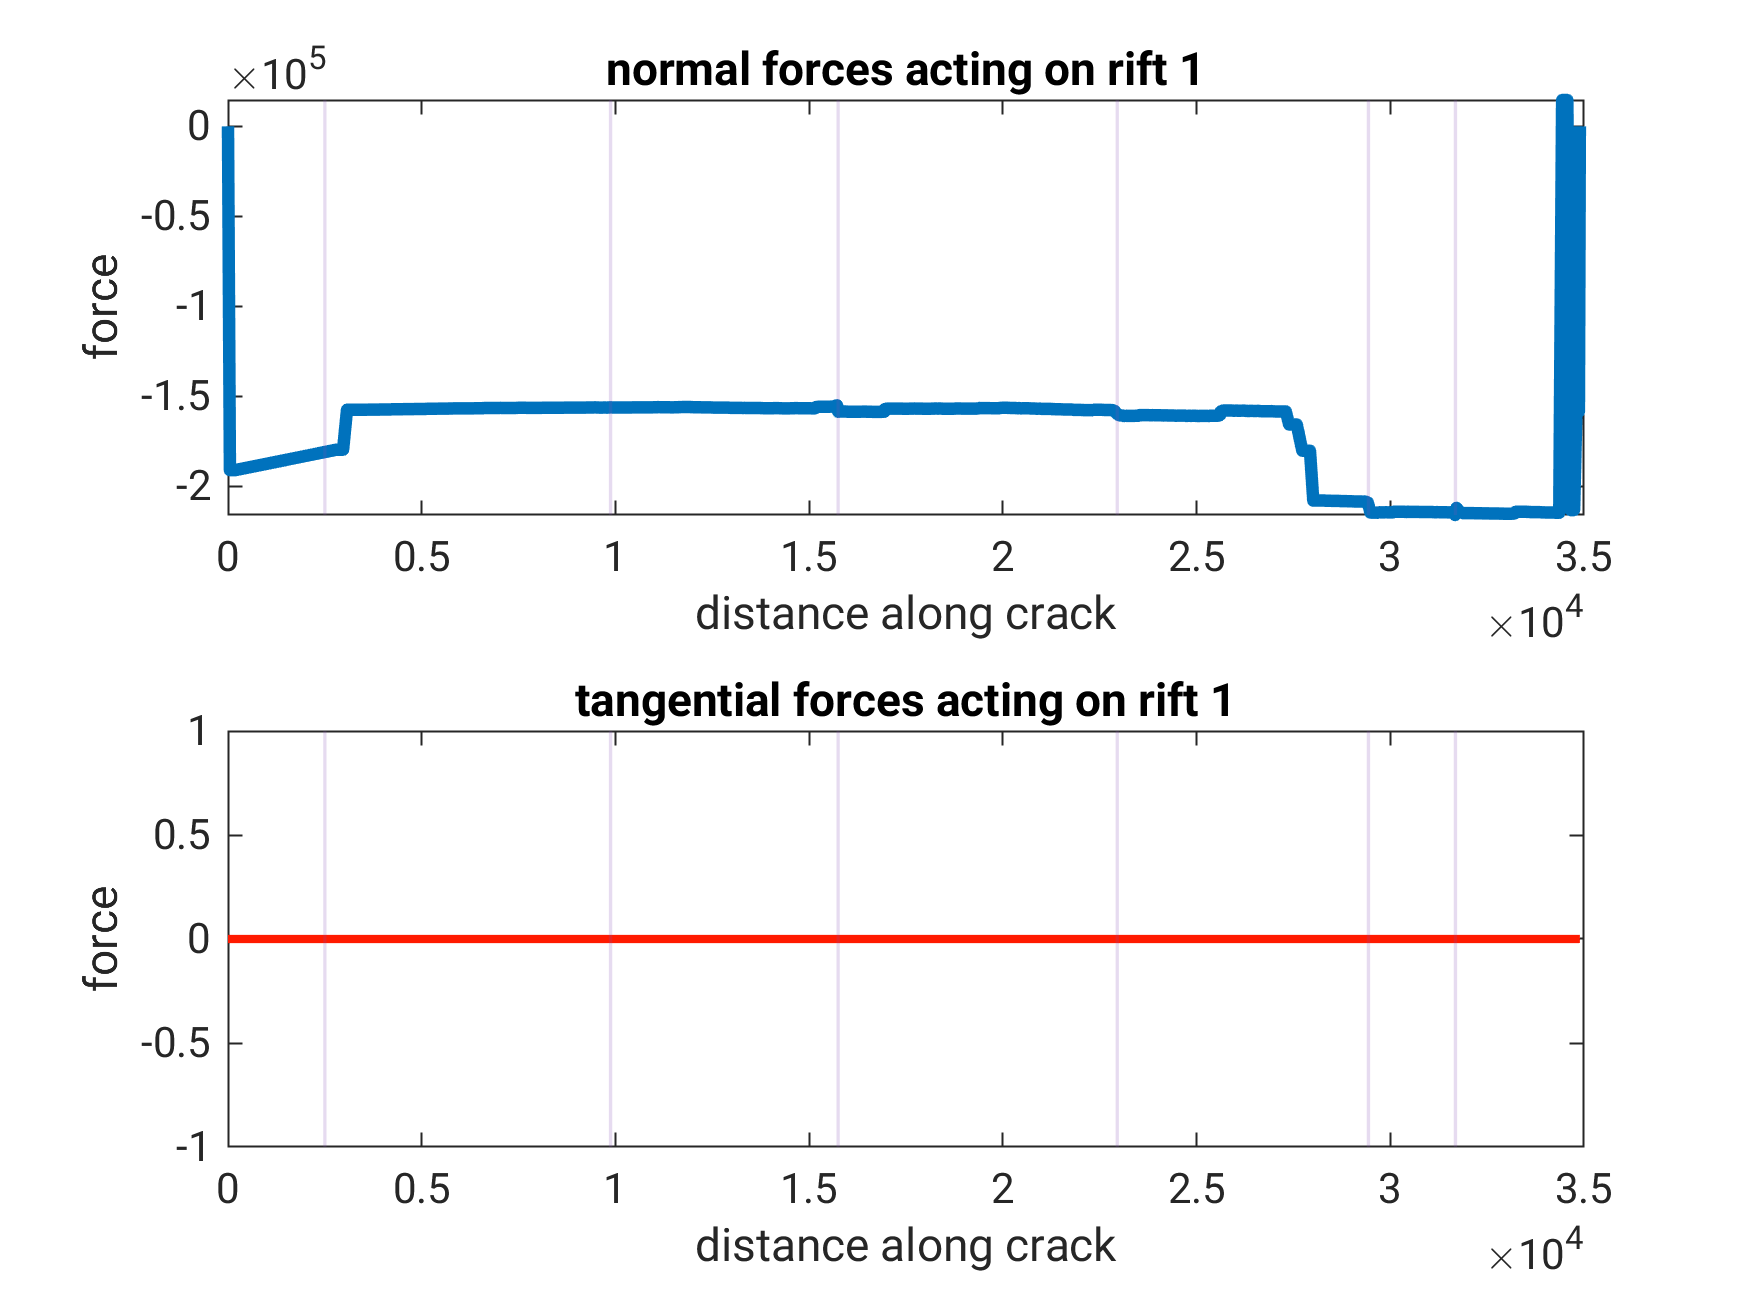 ×10⁵
normal forces acting on rift 1
0
-0.5
-1
-1.5
-2
force
0 0.5 1 1.5 2 2.5 3 3.5
distance along crack
×10⁴
tangential forces acting on rift 1
1
0.5
0
-0.5
-1
force
0 0.5 1 1.5 2 2.5 3 3.5
distance along crack
×10⁴